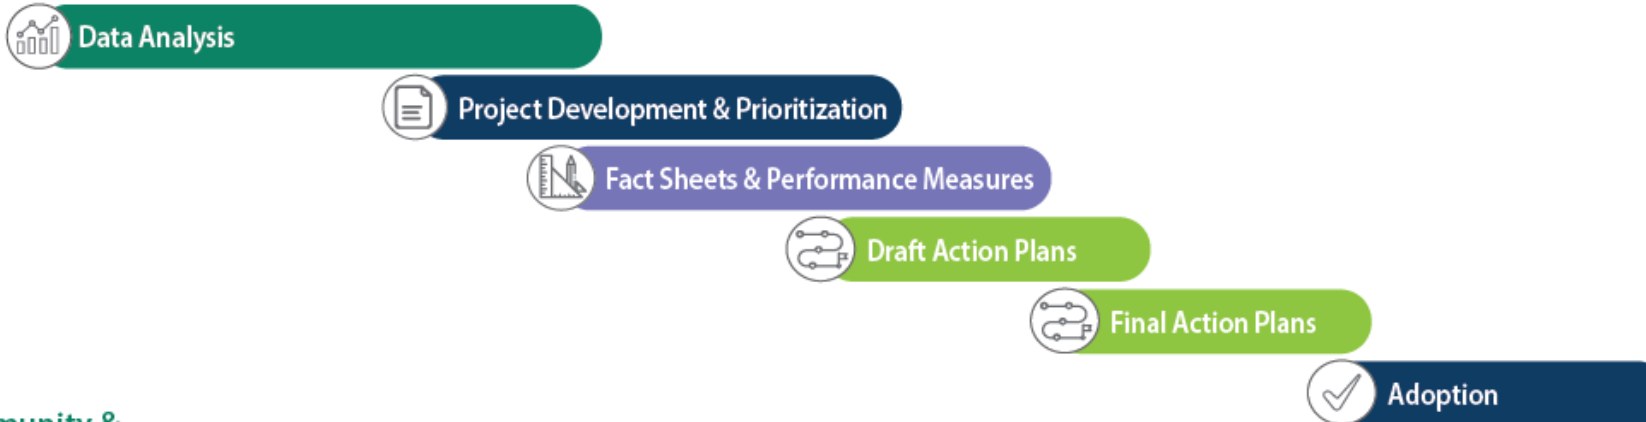 Data Analysis
Project Development & Prioritization
Fact Sheets & Performance Measures
Draft Action Plans
Final Action Plans
Adoption
&